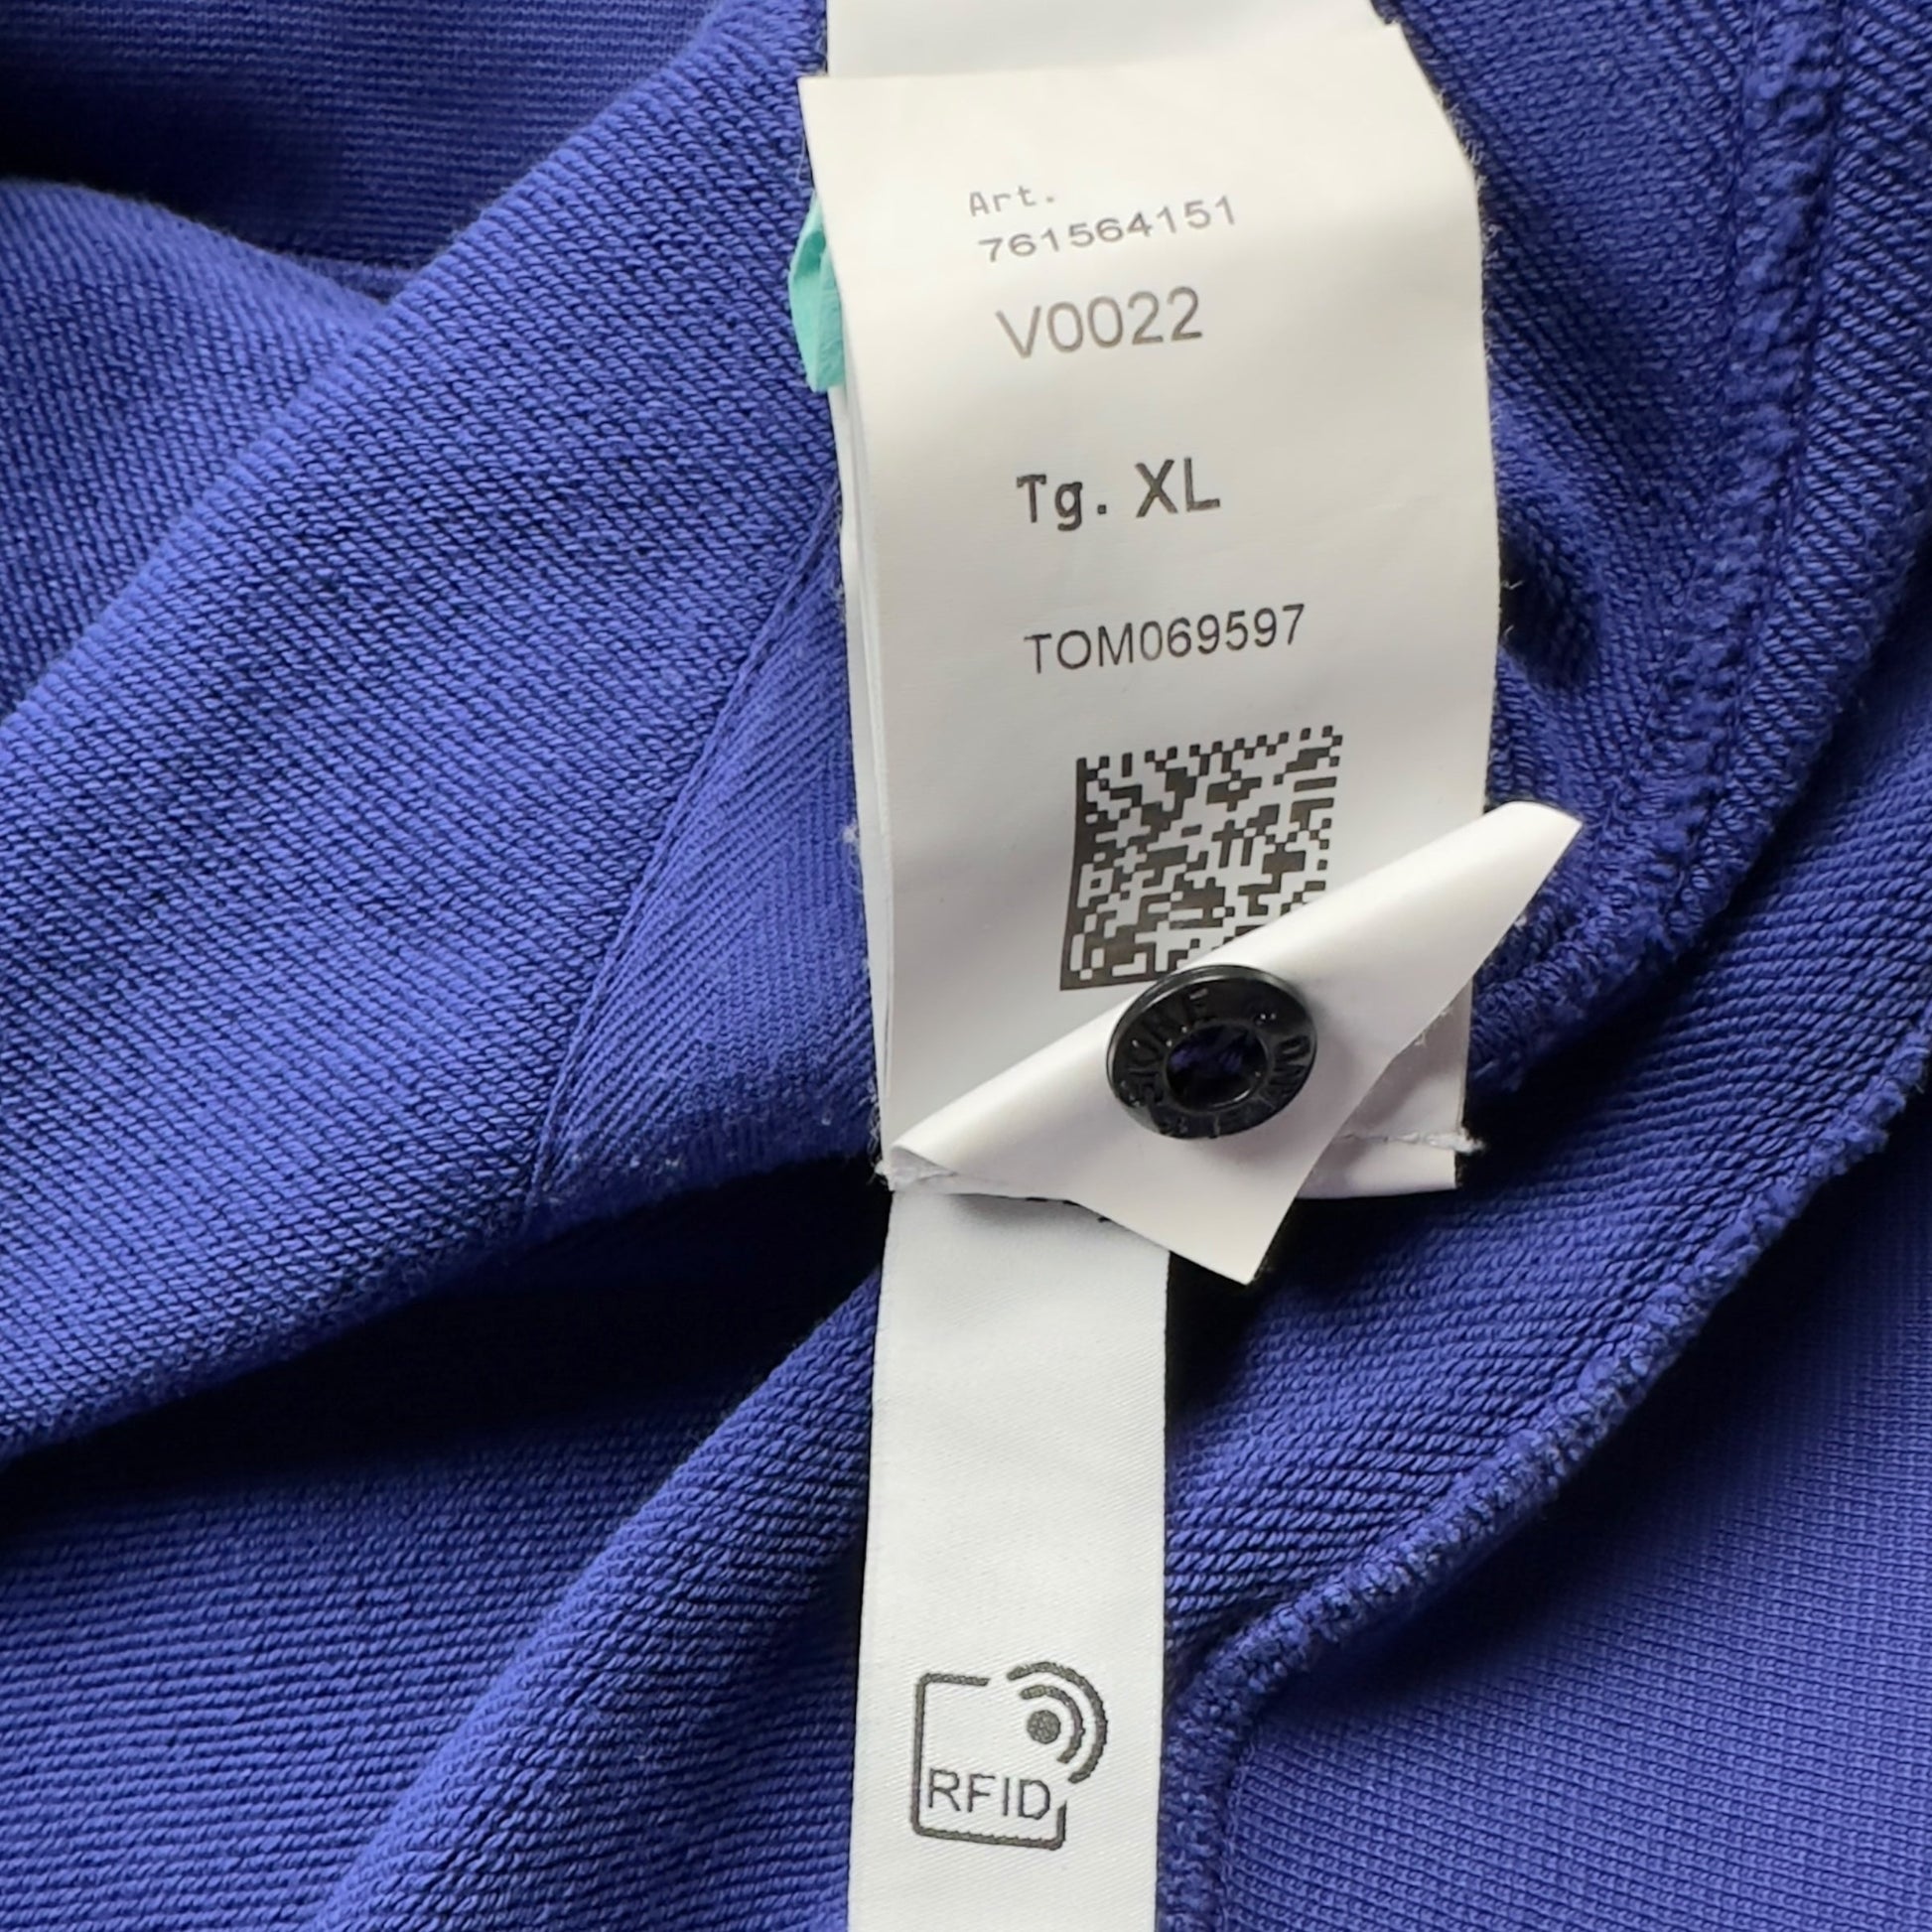 Art.
761564151
V0022
Tg. XL
TOM069597
RFID